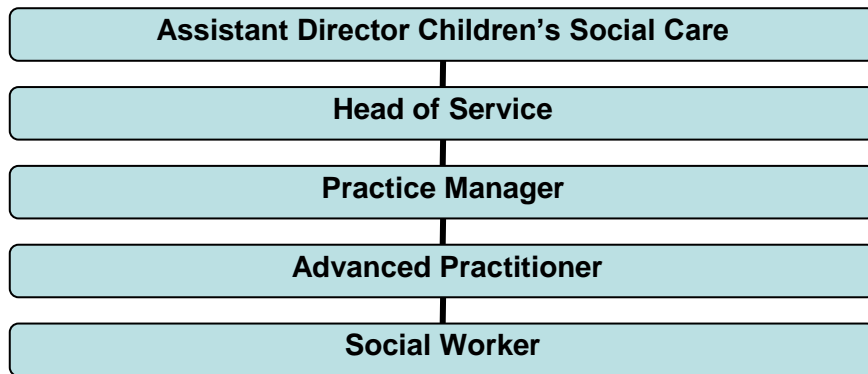 Assistant Director Children’s Social Care
Head of Service
Practice Manager
Advanced Practitioner
Social Worker